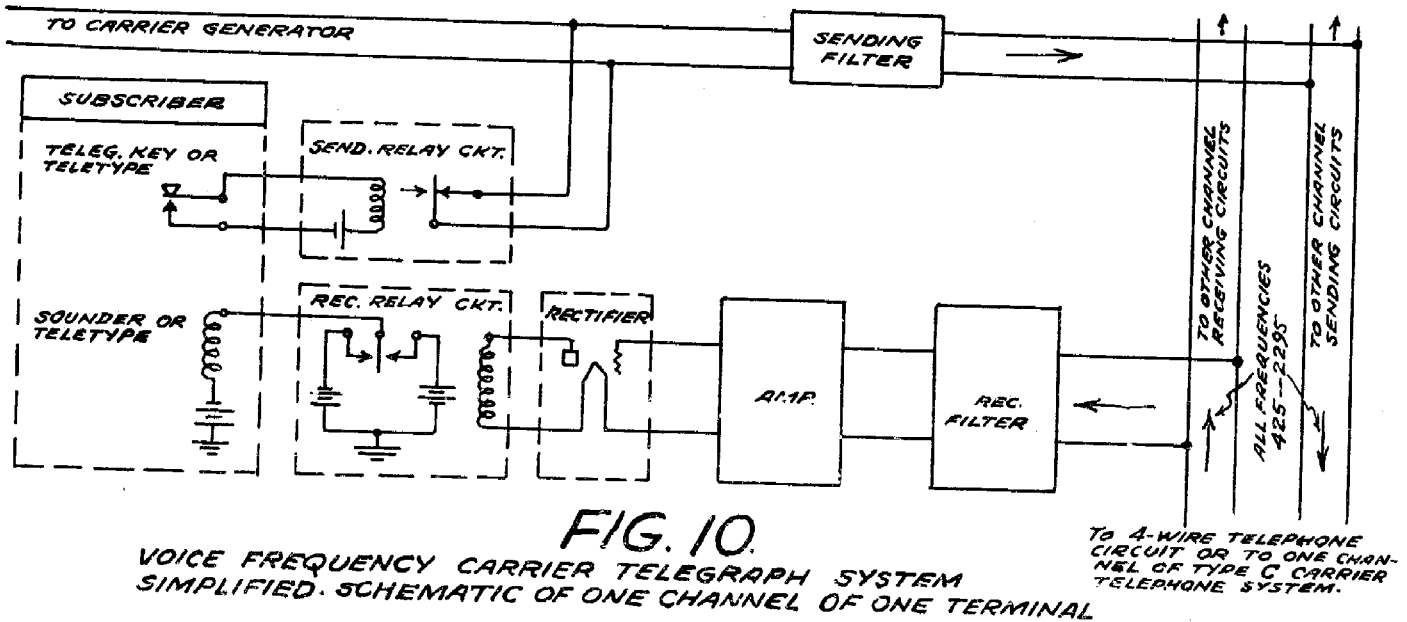 TO CARRIER GENERATOR
SENDING
FILTER
SUBSCRIBER
TELEG. KEY OR
TELETYPE
SEND. RELAY CKT.
SOUNDER OR
TELETYPE
REC. RELAY CKT.
RECTIFIER
AMP.
REC.
FILTER
TO OTHER CHANNEL
RECEIVING CIRCUITS
ALL FREQUENCIES
425--2295
TO OTHER CHANNEL
SENDING CIRCUITS
TO 4-WIRE TELEPHONE
CIRCUIT OR TO ONE CHAN-
NEL OF TYPE C CARRIER
TELEPHONE SYSTEM.
FIG. 10.
VOICE FREQUENCY CARRIER TELEGRAPH SYSTEM
SIMPLIFIED. SCHEMATIC OF ONE CHANNEL OF ONE TERMINAL